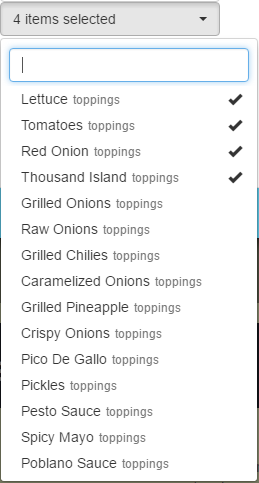 4 items selected
Lettuce toppings
Tomatoes toppings
Red Onion toppings
Thousand Island toppings
Grilled Onions toppings
Raw Onions toppings
Grilled Chilies toppings
Caramelized Onions toppings
Grilled Pineapple toppings
Crispy Onions toppings
Pico De Gallo toppings
Pickles toppings
Pesto Sauce toppings
Spicy Mayo toppings
Poblano Sauce toppings